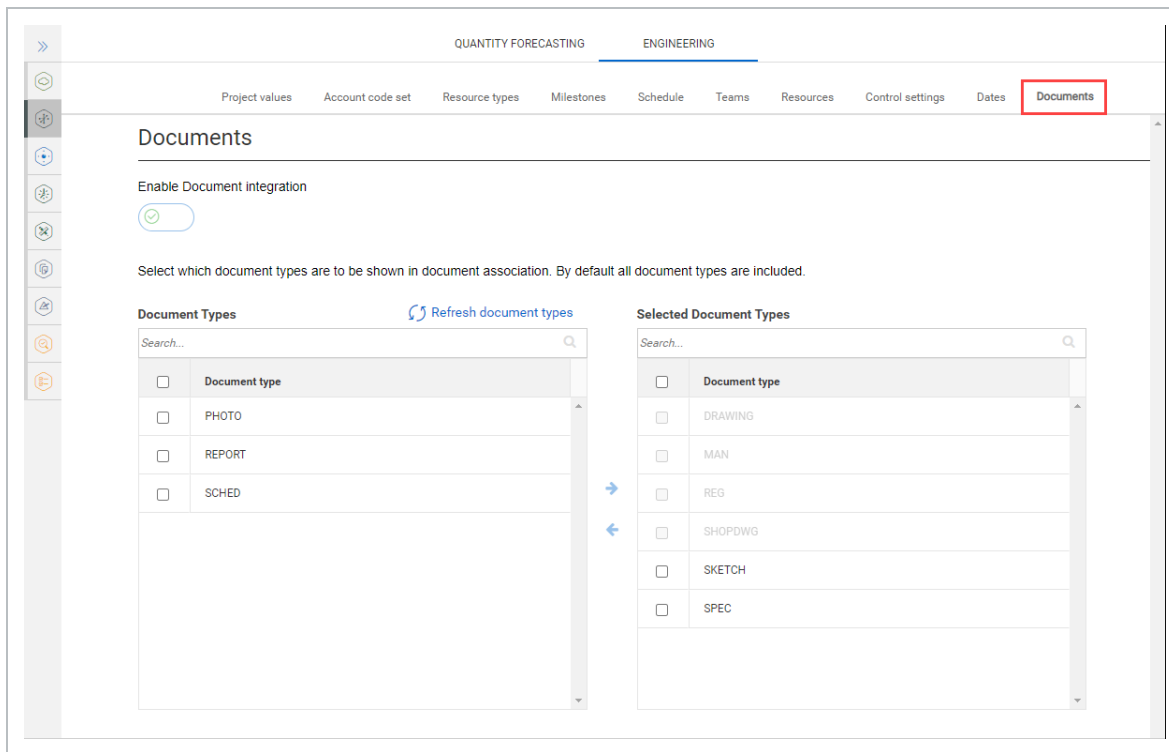 QUANTITY FORECASTING ENGINEERING
Project values Account code set Resource types Milestones Schedule Teams Resources Control settings Dates Documents
Documents
Enable Document integration
Select which document types are to be shown in document association. By default all document types are included.
Document Types Refresh document types Selected Document Types
Search... Search...
Document type Document type
PHOTO DRAWING
REPORT MAN
SCHED REG
SHOPDWG
SKETCH
SPEC